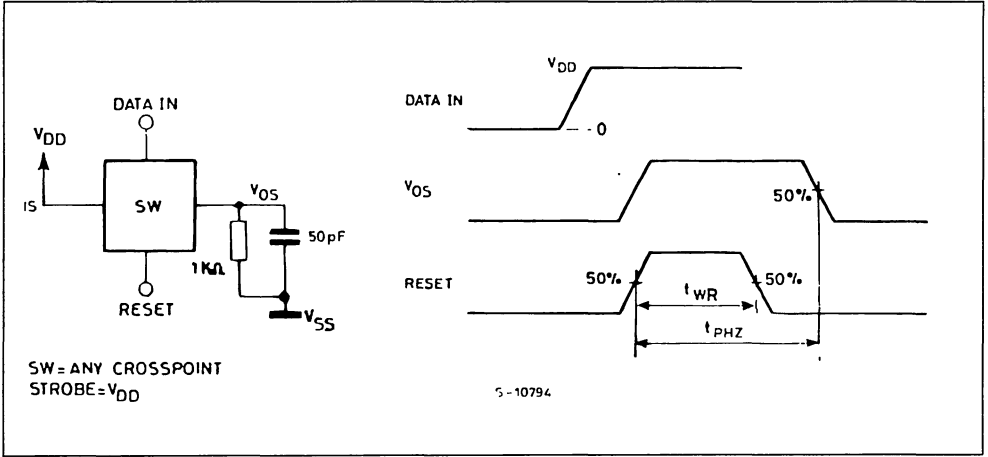 DATA IN
VDD
IS
SW
VOS
50pF
1KΩ
RESET
VSS
SW=ANY CROSSPOINT
STROBE=VDD
VDD
DATA IN
0
VOS
50%
RESET
50%
50%
tWR
tPHZ
S-10794